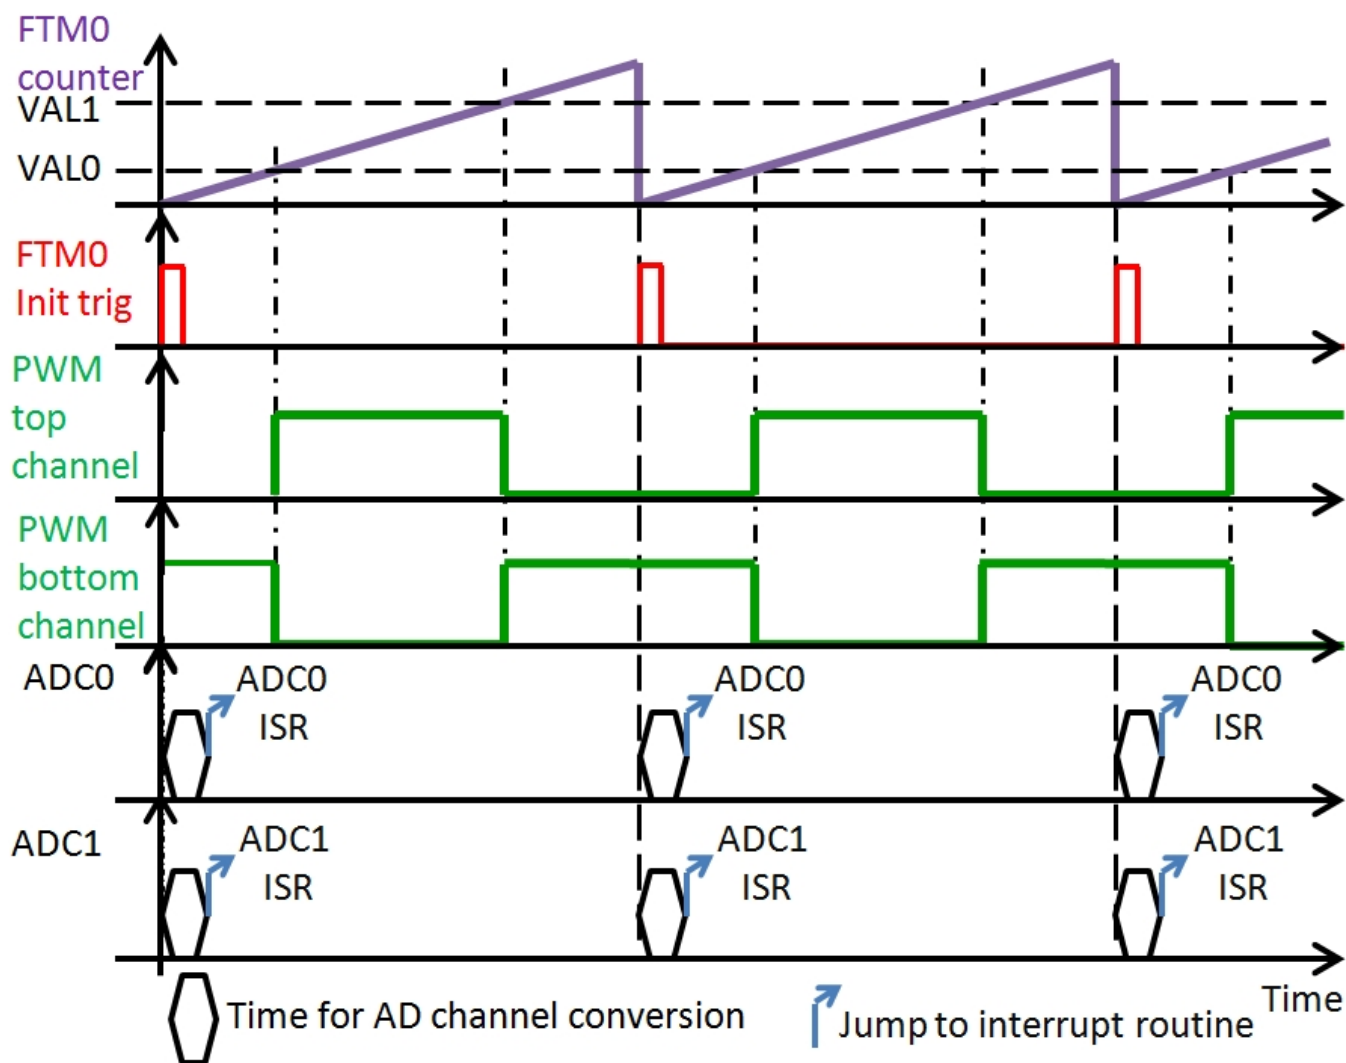 FTM0
counter
VAL1
VAL0
FTM0
Init trig
PWM
top
channel
PWM
bottom
channel
ADC0
ADC0
ISR
ADC0
ISR
ADC0
ISR
ADC1
ADC1
ISR
ADC1
ISR
ADC1
ISR
Time
Time for AD channel conversion
Jump to interrupt routine